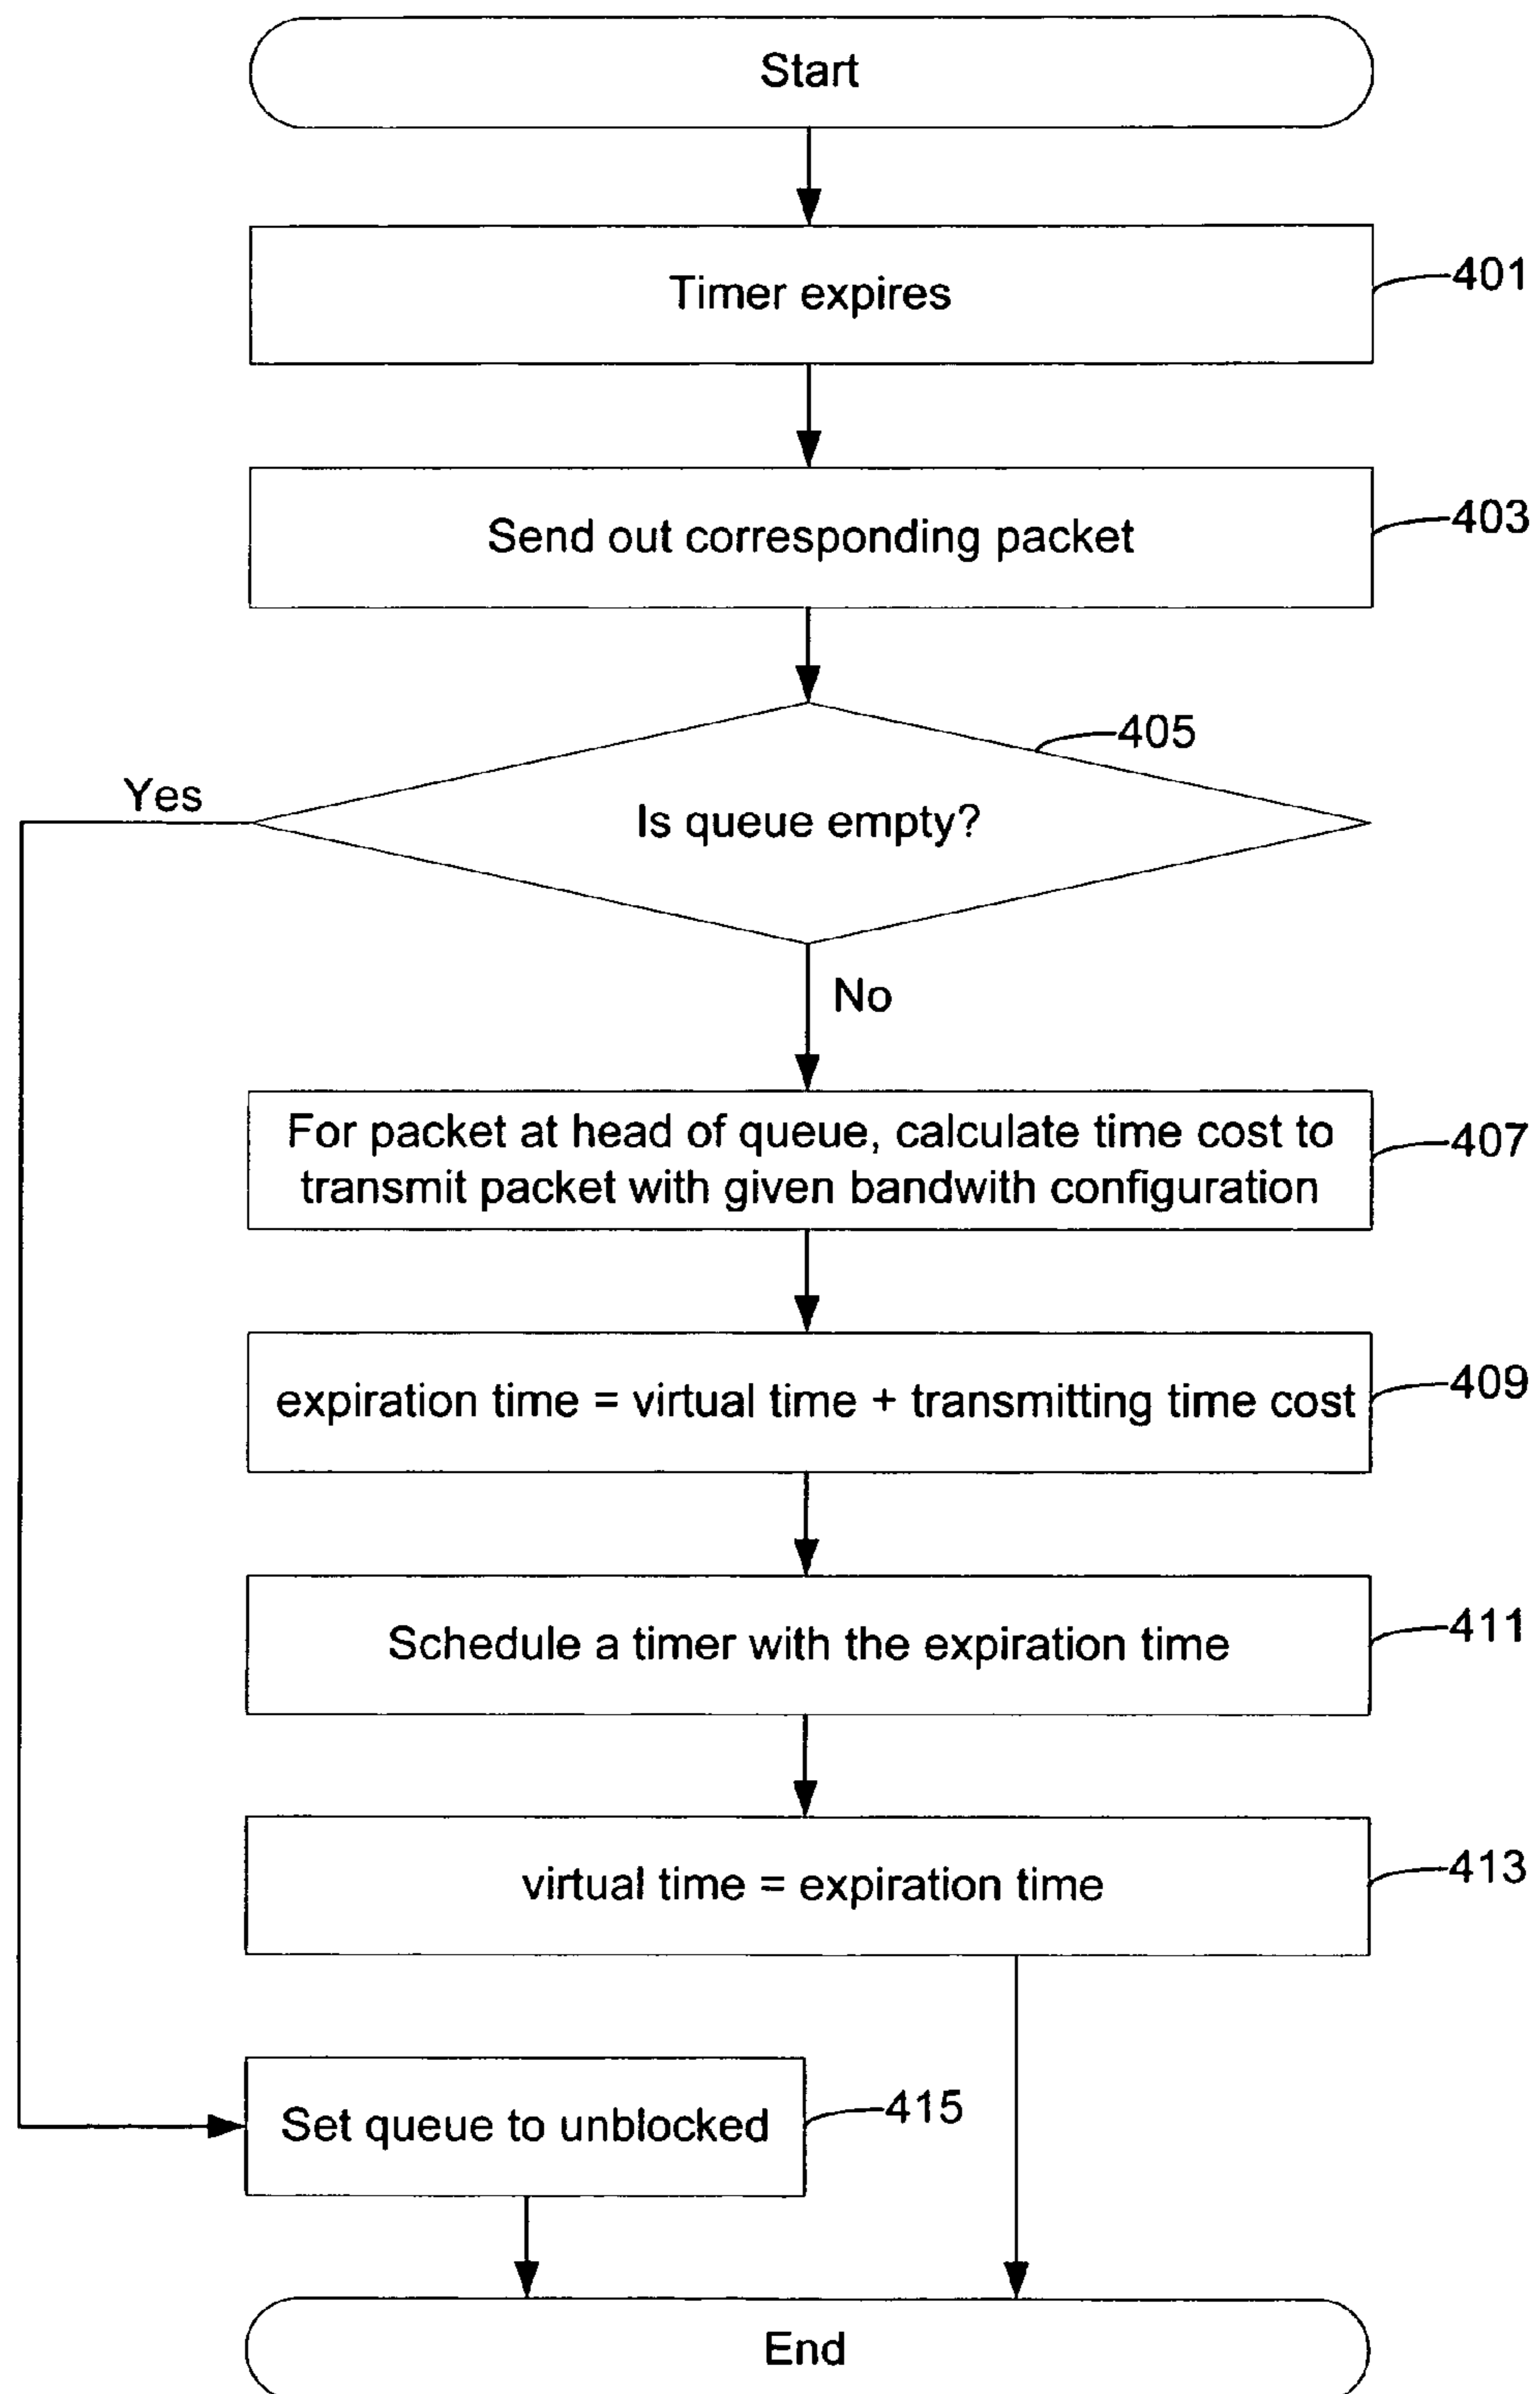 Start
Timer expires
401
Send out corresponding packet
403
405
Yes
Is queue empty?
No
For packet at head of queue, calculate time cost to
transmit packet with given bandwith configuration
407
expiration time = virtual time + transmitting time cost
409
Schedule a timer with the expiration time
411
virtual time = expiration time
413
Set queue to unblocked
415
End